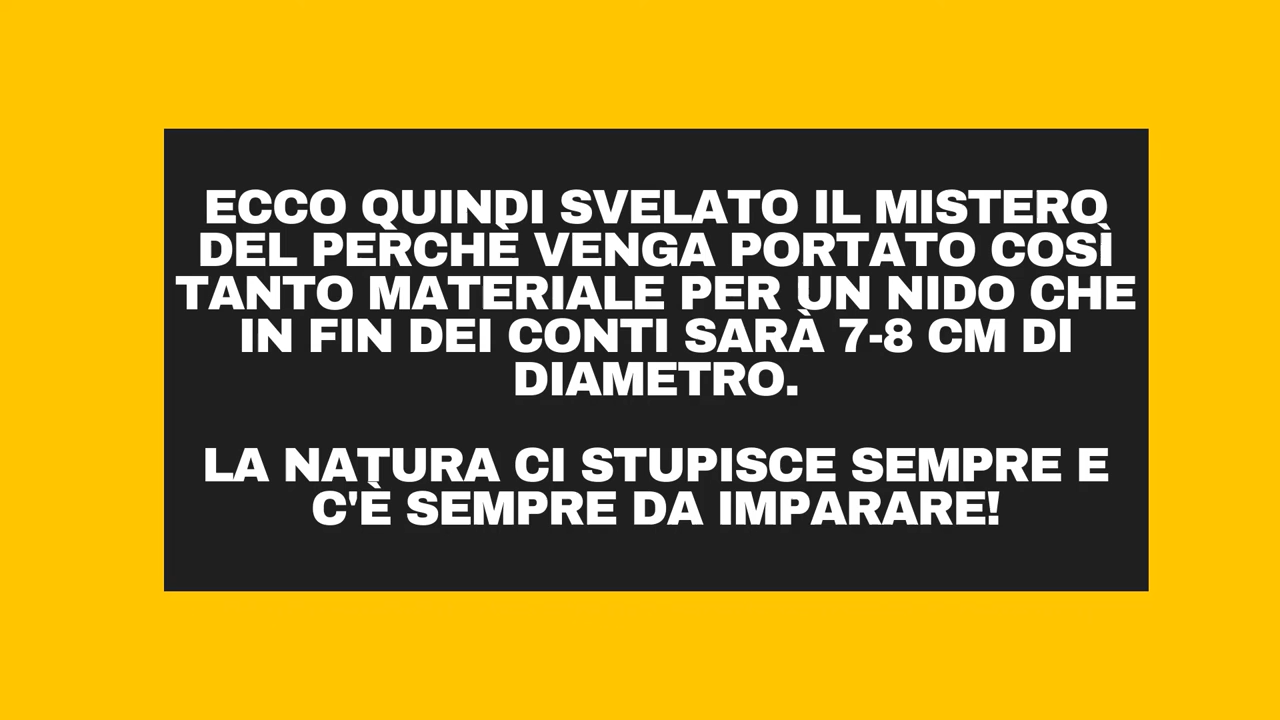 ECCO QUINDI SVELATO IL MISTERO
DEL PERCHÈ VENGA PORTATO COSÌ
TANTO MATERIALE PER UN NIDO CHE
IN FIN DEI CONTI SARÀ 7-8 CM DI
DIAMETRO.
LA NATURA CI STUPISCE SEMPRE E
C'È SEMPRE DA IMPARARE!